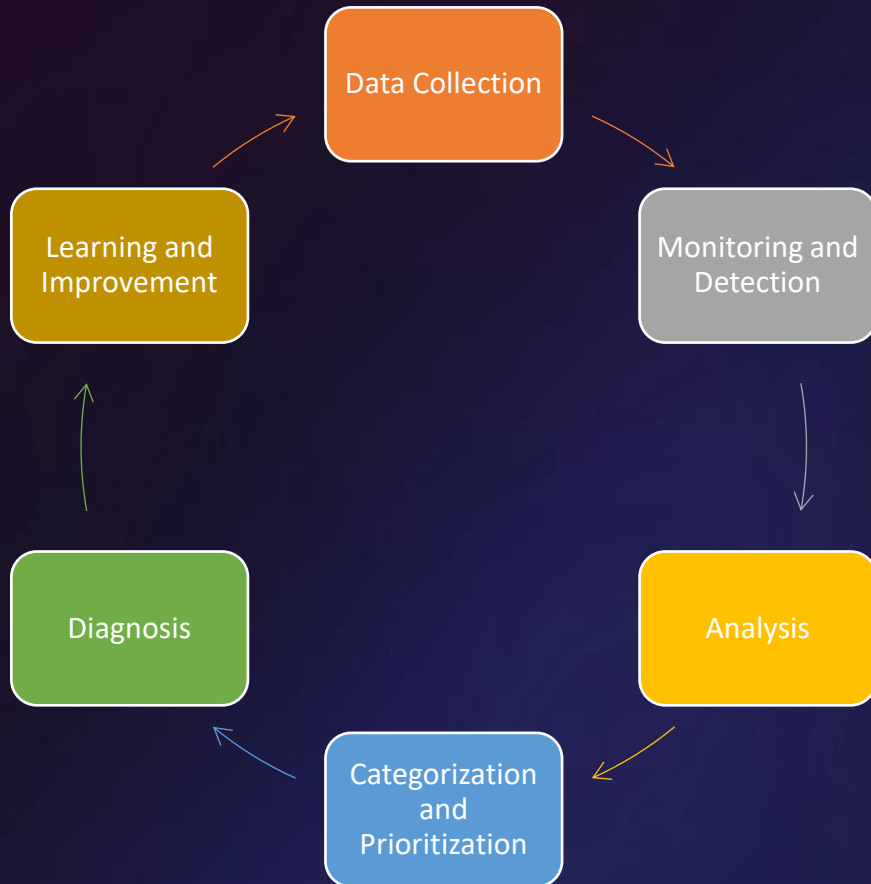 Data Collection
Monitoring and
Detection
Analysis
Categorization
and
Prioritization
Diagnosis
Learning and
Improvement